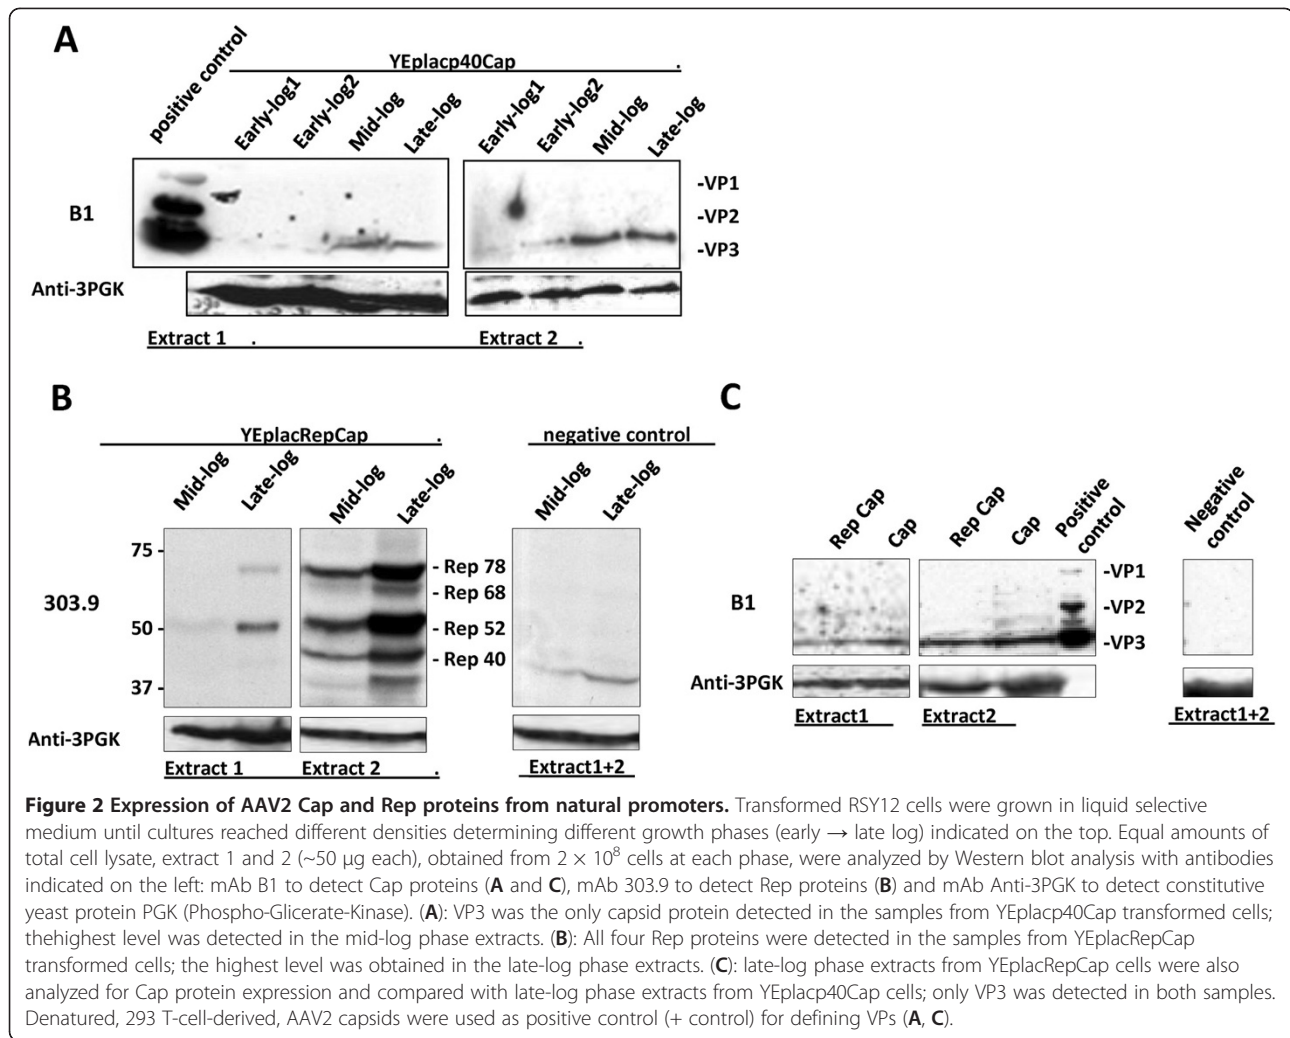 A
positive control
YEplacp40Cap .
Early-log1 Early-log2 Mid-log Late-log Early-log1 Early-log2 Mid-log Late-log
B1
-VP1
-VP2
-VP3
Anti-3PGK
Extract 1 . Extract 2 .
B
YEplacRepCap . negative control
Mid-log Late-log Mid-log Late-log Mid-log Late-log
303.9
75 -
50 -
37 -
- Rep 78
- Rep 68
- Rep 52
- Rep 40
Anti-3PGK
Extract 1 Extract 2 . Extract1+2
C
Rep Cap Cap Rep Cap Cap Positive control Negative control
B1
-VP1
-VP2
-VP3
Anti-3PGK
Extract1 Extract2 Extract1+2
Figure 2 Expression of AAV2 Cap and Rep proteins from natural promoters. Transformed RSY12 cells were grown in liquid selective
medium until cultures reached different densities determining different growth phases (early → late log) indicated on the top. Equal amounts of
total cell lysate, extract 1 and 2 (~50 μg each), obtained from 2 × 10⁸ cells at each phase, were analyzed by Western blot analysis with antibodies
indicated on the left: mAb B1 to detect Cap proteins (A and C), mAb 303.9 to detect Rep proteins (B) and mAb Anti-3PGK to detect constitutive
yeast protein PGK (Phospho-Glicerate-Kinase). (A): VP3 was the only capsid protein detected in the samples from YEplacp40Cap transformed cells;
thehighest level was detected in the mid-log phase extracts. (B): All four Rep proteins were detected in the samples from YEplacRepCap
transformed cells; the highest level was obtained in the late-log phase extracts. (C): late-log phase extracts from YEplacRepCap cells were also
analyzed for Cap protein expression and compared with late-log phase extracts from YEplacp40Cap cells; only VP3 was detected in both samples.
Denatured, 293 T-cell-derived, AAV2 capsids were used as positive control (+ control) for defining VPs (A, C).